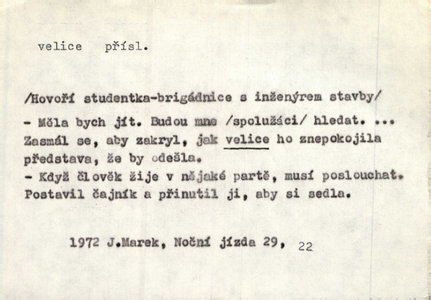 velice přísl.
/Hovoří studentka-brigádnice s inženýrem stavby/
- Měla bych jít. Budou mne /spolužáci/ hledat. ...
Zasmál se, aby zakryl, jak velice ho znepokojila
představa, že by odešla.
- Když člověk žije v nějaké partě, musí poslouchat.
Postavil čajník a přinutil ji, aby si sedla.
1972 J.Marek, Noční jízda 29, 22